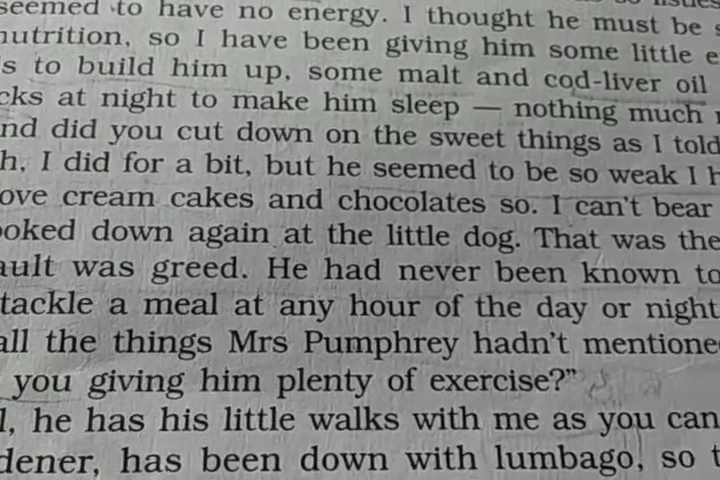 seemed to have no energy. I thought he must be
nutrition, so I have been giving him some little
s to build him up, some malt and cod-liver oil
cks at night to make him sleep — nothing much
nd did you cut down on the sweet things as I told
h, I did for a bit, but he seemed to be so weak I h
ove cream cakes and chocolates so. I can't bear
ooked down again at the little dog. That was the
ault was greed. He had never been known to
tackle a meal at any hour of the day or night
all the things Mrs Pumphrey hadn't mentione
you giving him plenty of exercise?"
l, he has his little walks with me as you can
dener, has been down with lumbago, so t